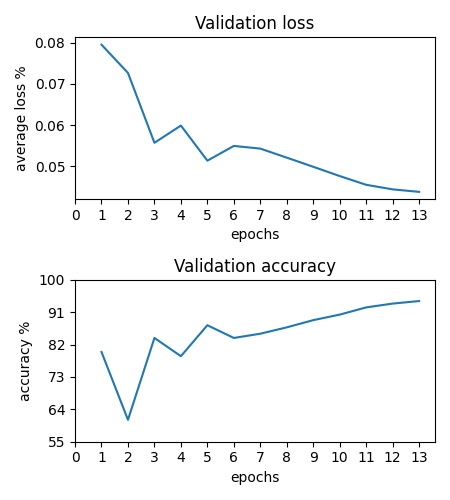 Validation loss
0.08
0.07
0.06
0.05
average loss %
0 1 2 3 4 5 6 7 8 9 10 11 12 13
epochs
Validation accuracy
100
91
82
73
64
55
accuracy %
0 1 2 3 4 5 6 7 8 9 10 11 12 13
epochs